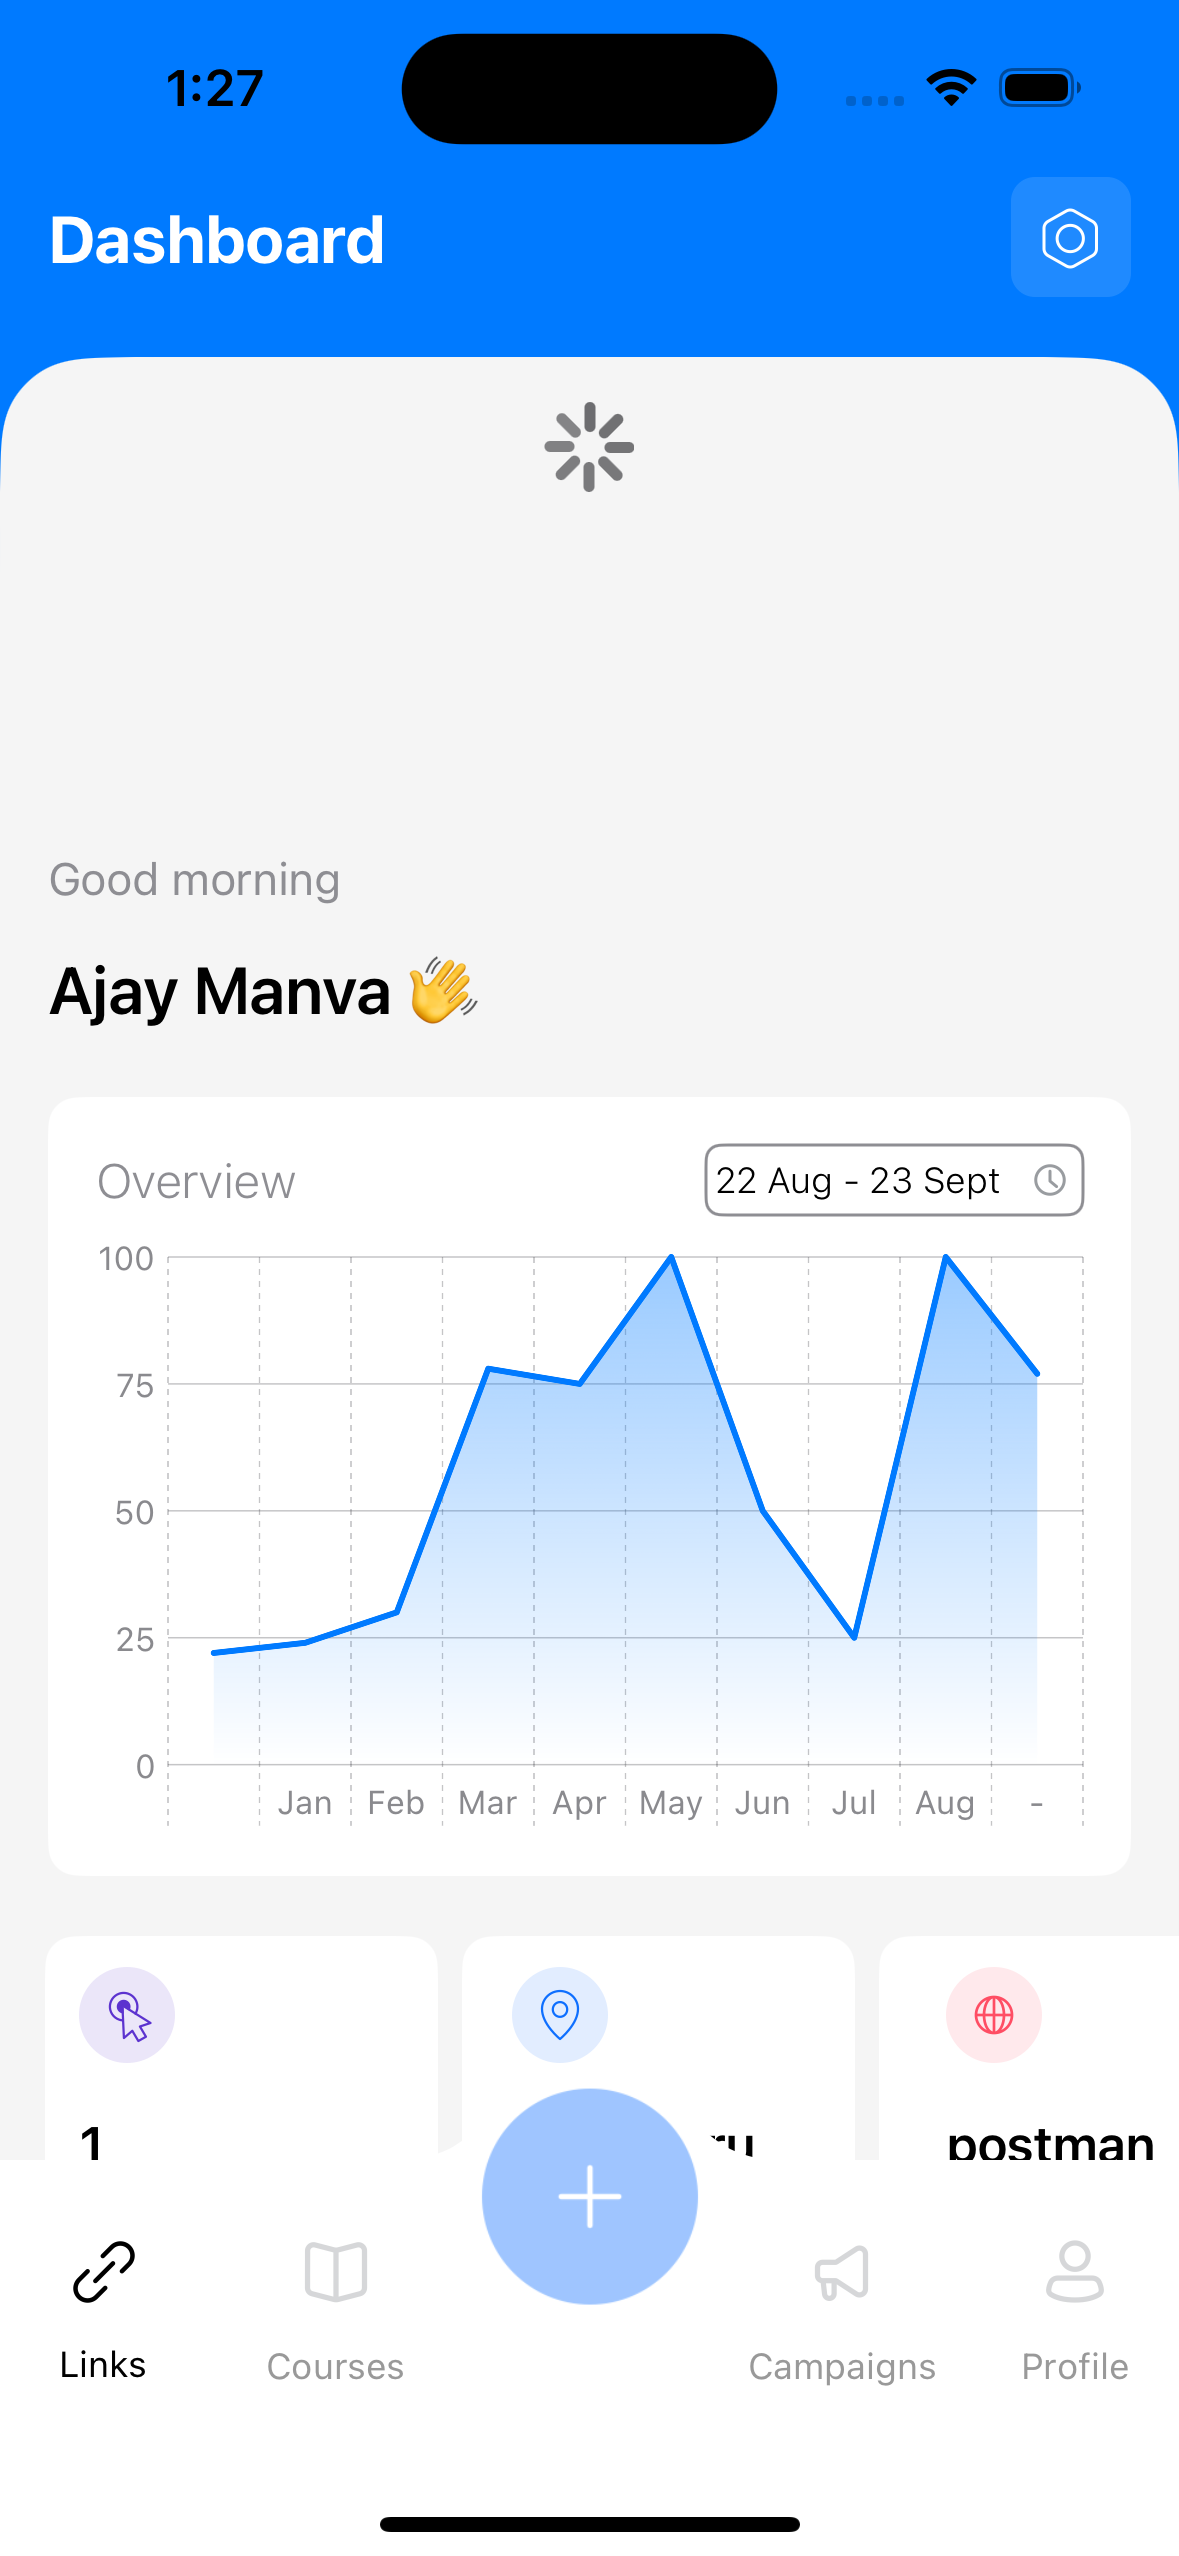 1:27
Dashboard
Good morning
Ajay Manva 👋
Overview
22 Aug - 23 Sept
100
75
50
25
0
Jan Feb Mar Apr May Jun Jul Aug -
1
postman
Links
Courses
Campaigns
Profile